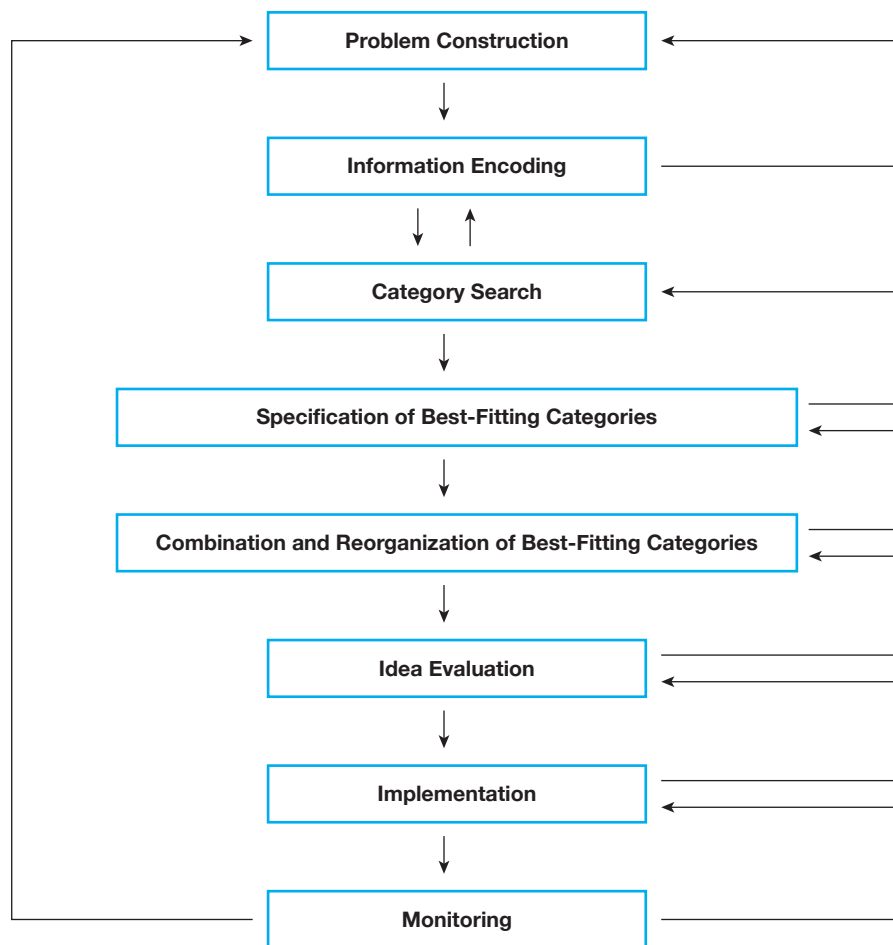 Problem Construction
Information Encoding
Category Search
Specification of Best-Fitting Categories
Combination and Reorganization of Best-Fitting Categories
Idea Evaluation
Implementation
Monitoring